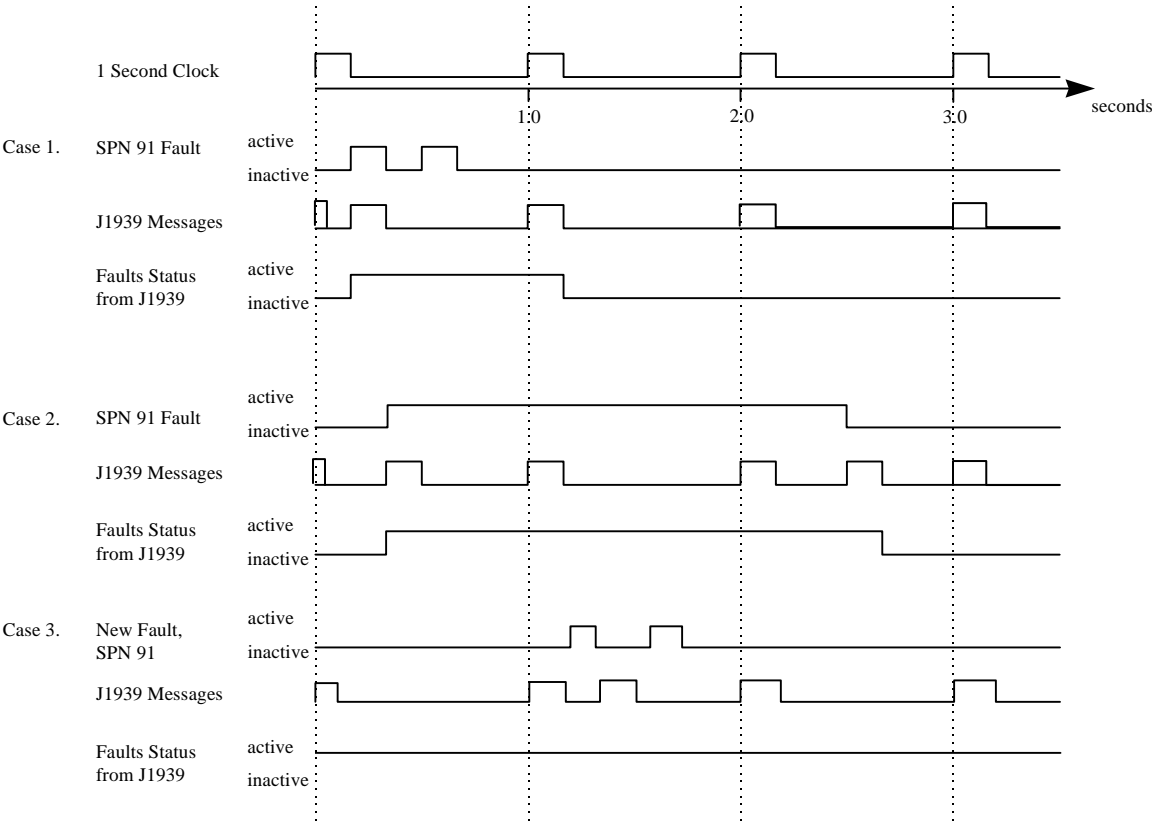 1 Second Clock
1.0
2.0
3.0
seconds
Case 1.
SPN 91 Fault
active
inactive
J1939 Messages
Faults Status
from J1939
active
inactive
Case 2.
SPN 91 Fault
active
inactive
J1939 Messages
Faults Status
from J1939
active
inactive
Case 3.
New Fault,
SPN 91
active
inactive
J1939 Messages
Faults Status
from J1939
active
inactive